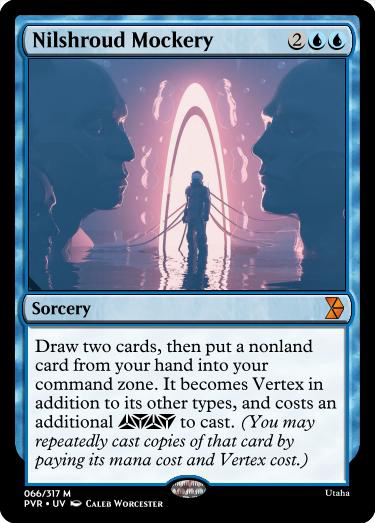 Nilshroud Mockery 2
Sorcery
Draw two cards, then put a nonland
card from your hand into your
command zone. It becomes Vertex in
addition to its other types, and costs an
additional to cast. (You may
repeatedly cast copies of that card by
paying its mana cost and Vertex cost.)
066/317 M
Utaha
PVR • UV CALEB WORCESTER